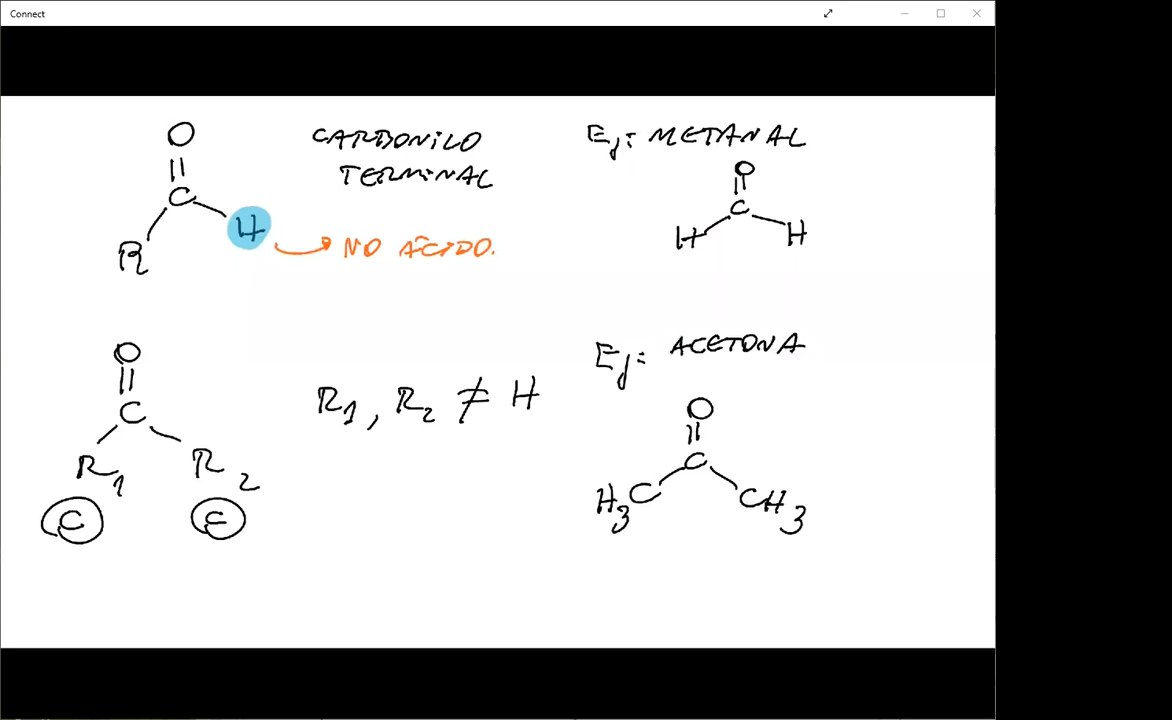 Connect
O
||
C
R
H
CARBONILO
TERMINAL
NO ÁCIDO.
Ej: METANAL
O
||
C
H H
O
||
C
R1 R2
C C
R1, R2 ≠ H
Ej: ACETONA
O
||
C
H3C CH3